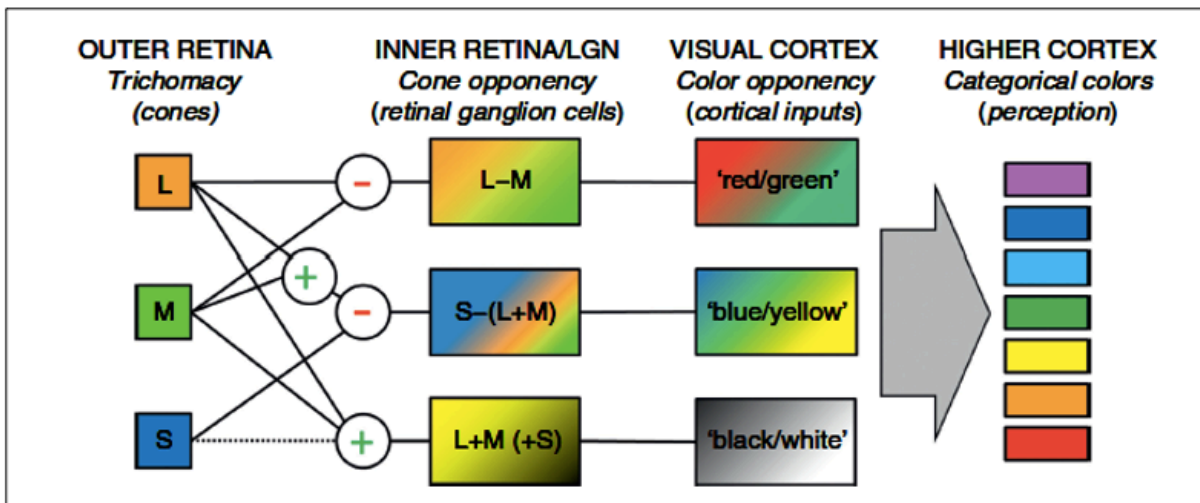 OUTER RETINA
Trichomacy
(cones)
INNER RETINA/LGN
Cone opponency
(retinal ganglion cells)
VISUAL CORTEX
Color opponency
(cortical inputs)
HIGHER CORTEX
Categorical colors
(perception)
L
–
L–M
'red/green'
+
M
–
S–(L+M)
'blue/yellow'
S
+
L+M (+S)
'black/white'